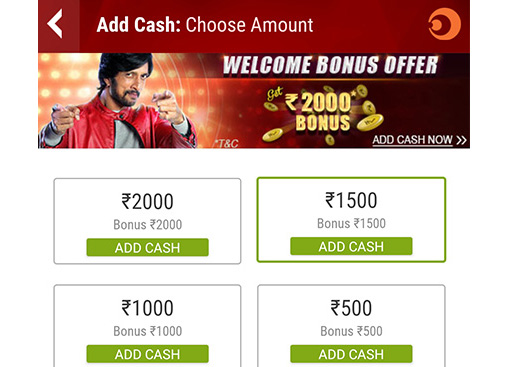 Add Cash: Choose Amount
WELCOME BONUS OFFER
Get ₹2000*
BONUS
*T&C
ADD CASH NOW >>
₹2000
Bonus ₹2000
ADD CASH
₹1500
Bonus ₹1500
ADD CASH
₹1000
Bonus ₹1000
ADD CASH
₹500
Bonus ₹500
ADD CASH